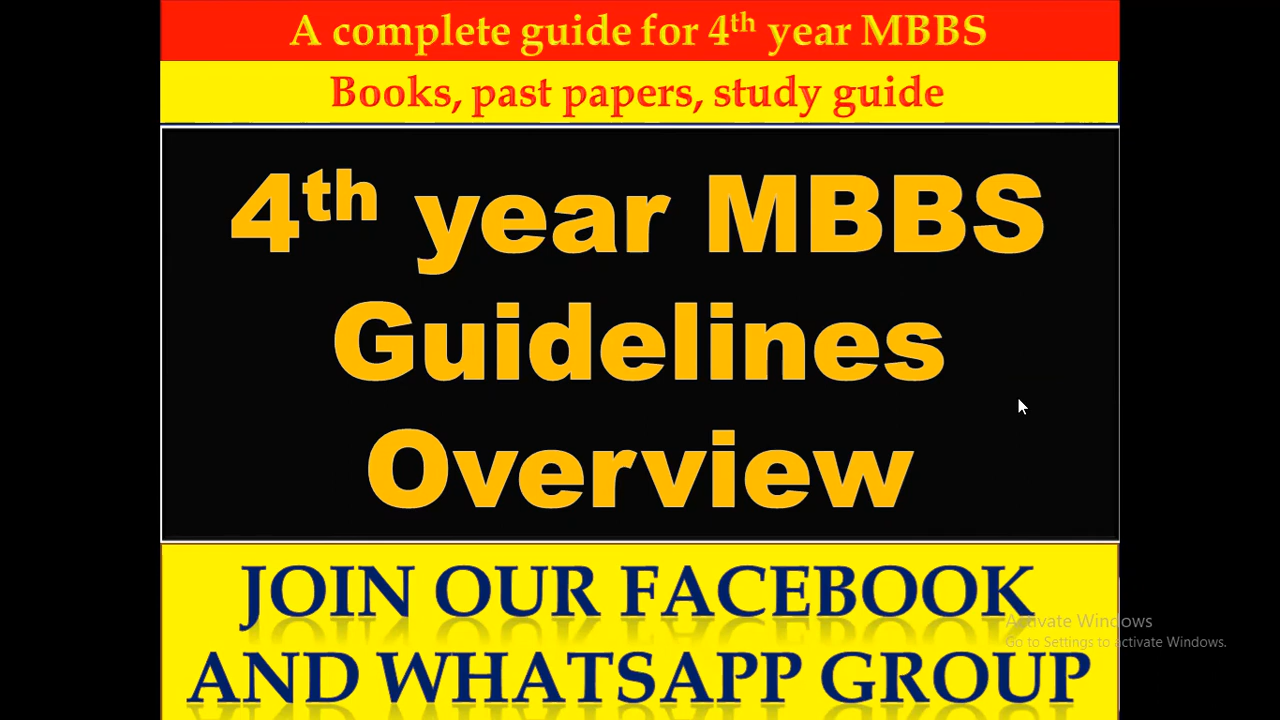 A complete guide for 4th year MBBS
Books, past papers, study guide
4th year MBBS
Guidelines
Overview
JOIN OUR FACEBOOK
AND WHATSAPP GROUP
Activate Windows
Go to Settings to activate Windows.